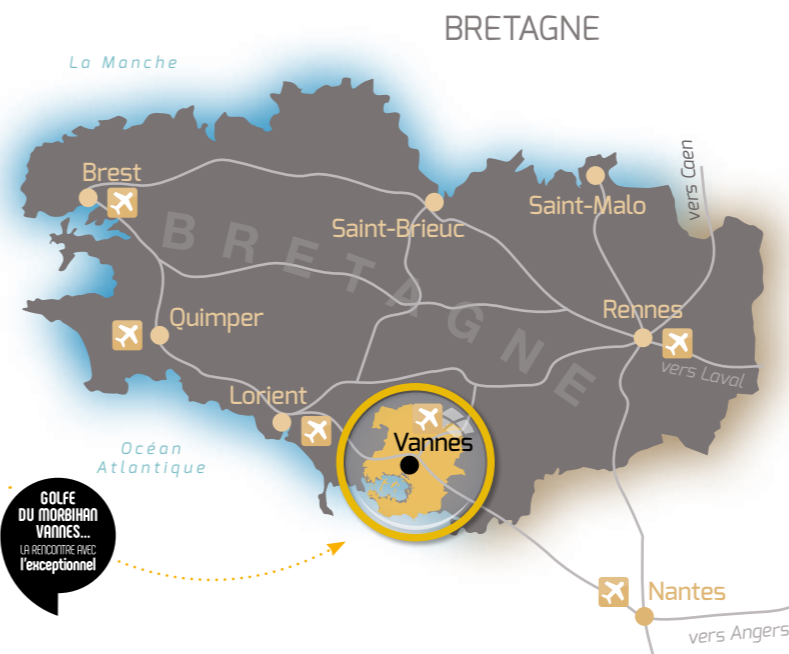 BRETAGNE
La Manche
vers Caen
Brest
Saint-Malo
Saint-Brieuc
BRETAGNE
Rennes
Quimper
vers Laval
Lorient
Vannes
Océan
Atlantique
GOLFE
DU MORBIHAN
VANNES...
LA RENCONTRE AVEC
l'exceptionnel
Nantes
vers Angers